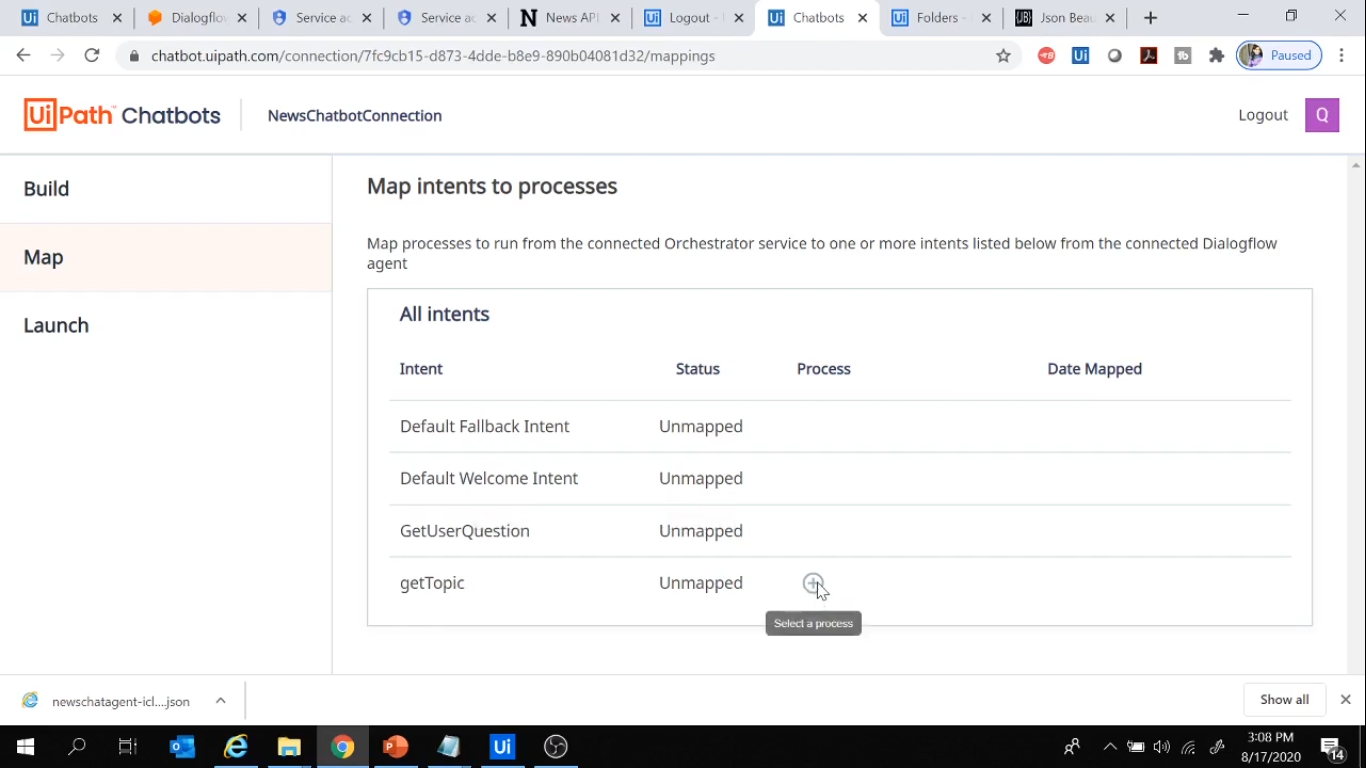 Chatbots
Dialogflo
Service ac
Service ac
News API
Logout -
Chatbots
Folders -
Json Beau
chatbot.uipath.com/connection/7fc9cb15-d873-4dde-b8e9-890b04081d32/mappings
Paused
UiPath Chatbots
NewsChatbotConnection
Logout
Q
Build
Map
Launch
Map intents to processes
Map processes to run from the connected Orchestrator service to one or more intents listed below from the connected Dialogflow
agent
All intents
Intent Status Process Date Mapped
Default Fallback Intent Unmapped
Default Welcome Intent Unmapped
GetUserQuestion Unmapped
getTopic Unmapped
Select a process
newschatagent-icl....json
Show all
3:08 PM
8/17/2020
14